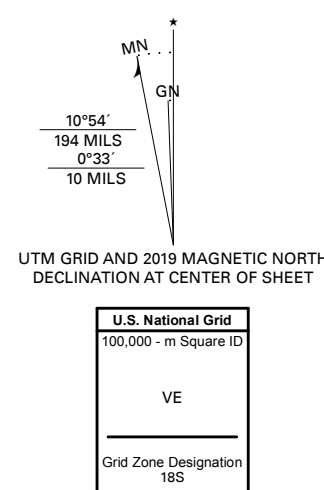 ★
MN
GN
10°54´
194 MILS
0°33´
10 MILS
UTM GRID AND 2019 MAGNETIC NORTH
DECLINATION AT CENTER OF SHEET
U.S. National Grid
100,000 - m Square ID
VE
Grid Zone Designation
18S